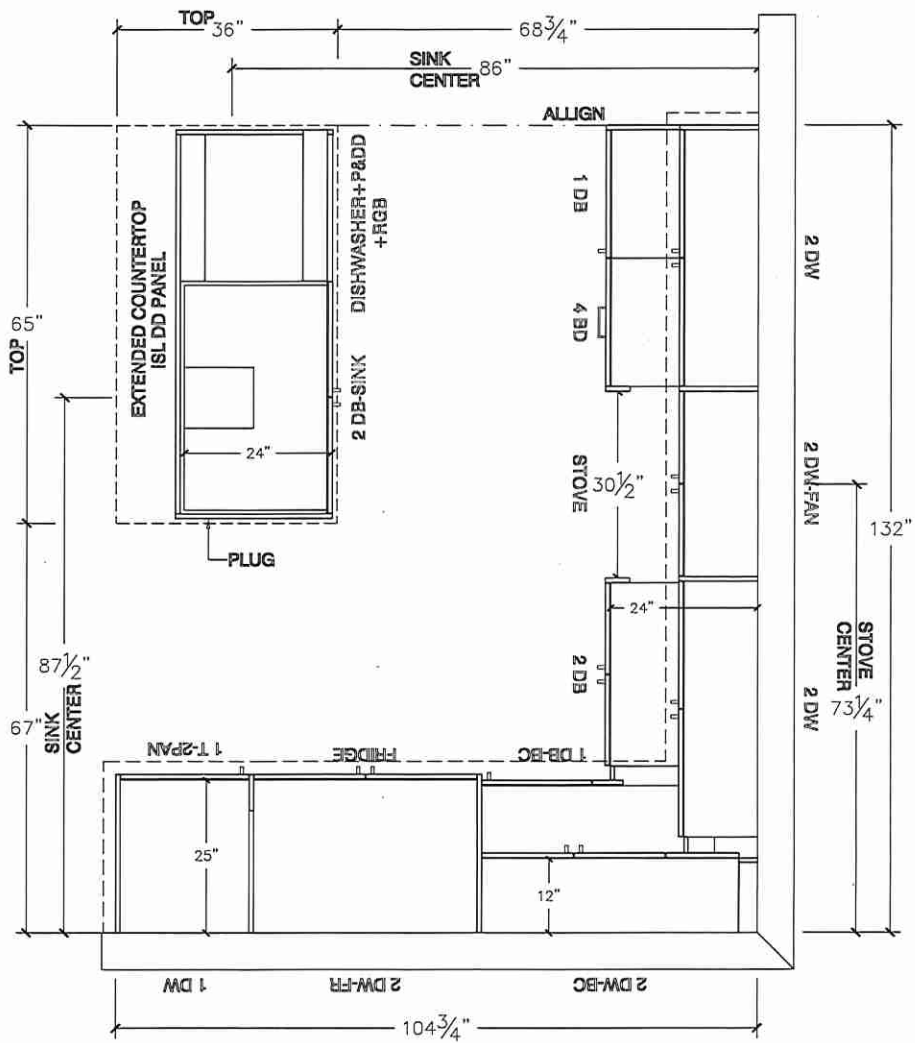 TOP
36"
68¾"
SINK
CENTER
86"
ALLIGN
DISHWASHER+P&DD
+RGB
1 DB
2 DW
EXTENDED COUNTERTOP
ISL DD PANEL
4 BD
65"
TOP
2 DB-SINK
24"
STOVE
30½"
2 DW-FAN
132"
PLUG
24"
STOVE
CENTER
73¼"
87½"
SINK
CENTER
67"
2 DB
2 DW
1 T-2PAN
FRIDGE
1 DB-BC
25"
12"
1 DW
2 DW-FR
2 DW-BC
104¾"